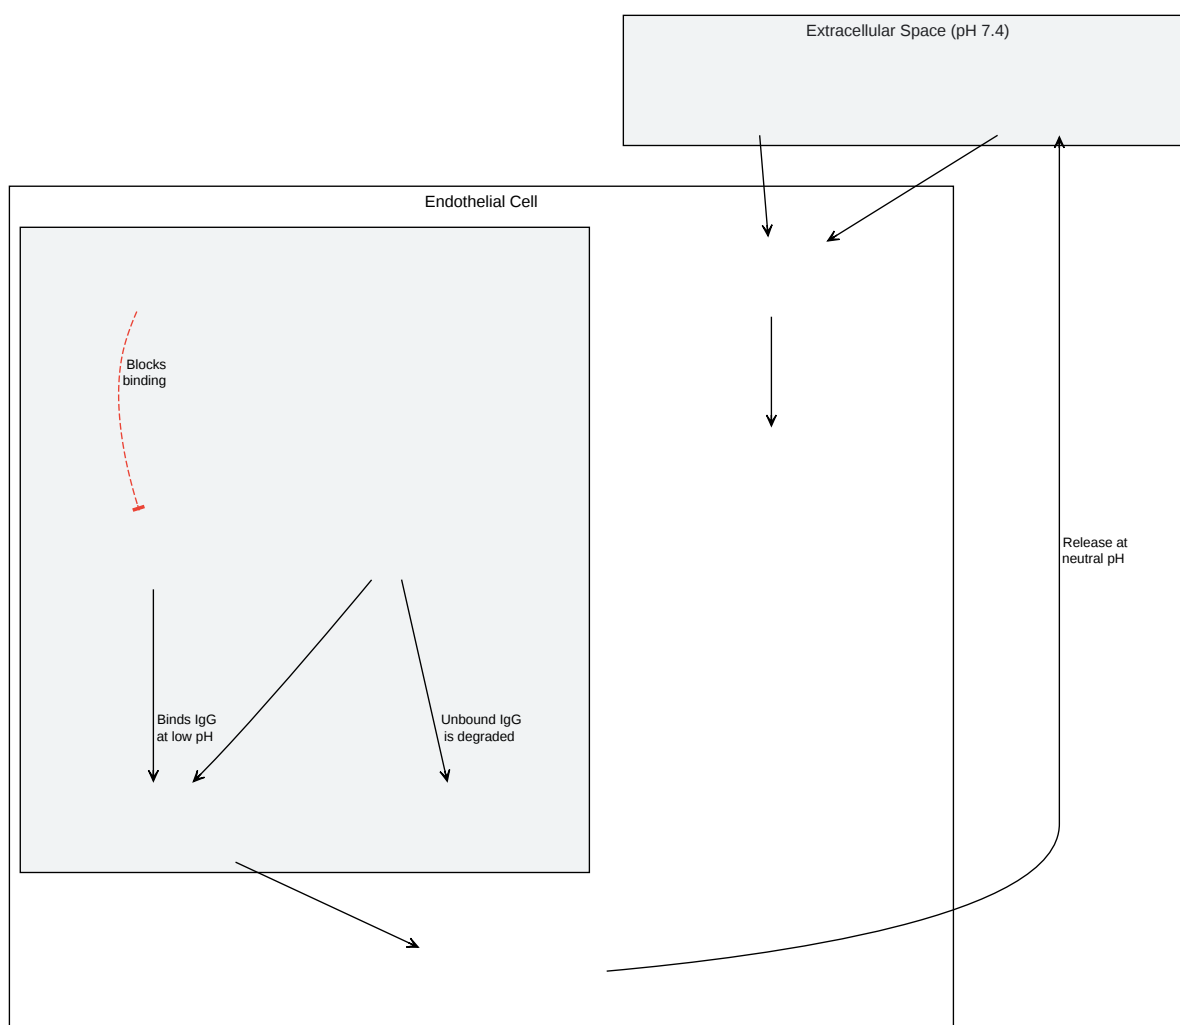 Extracellular Space (pH 7.4)
Endothelial Cell
Blocks
binding
Release at
neutral pH
Binds IgG
at low pH
Unbound IgG
is degraded